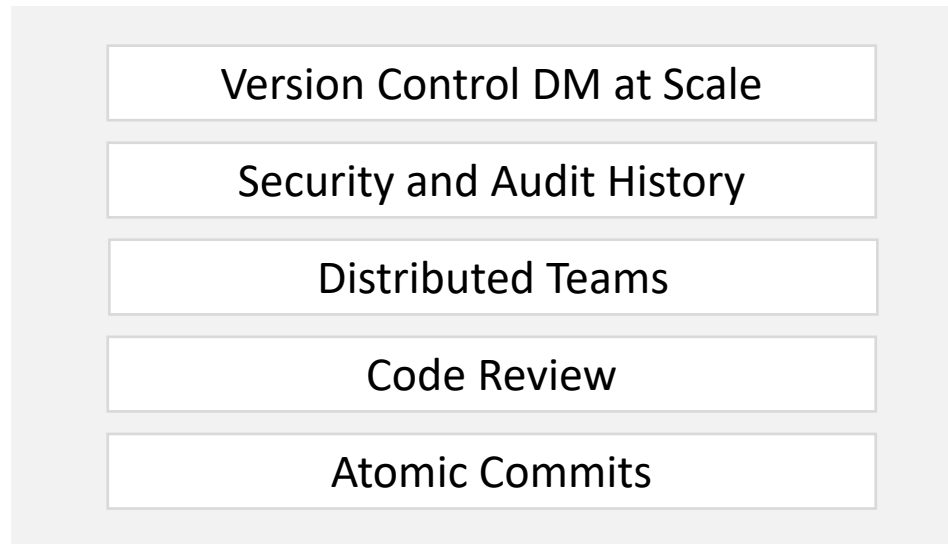 Version Control DM at Scale
Security and Audit History
Distributed Teams
Code Review
Atomic Commits